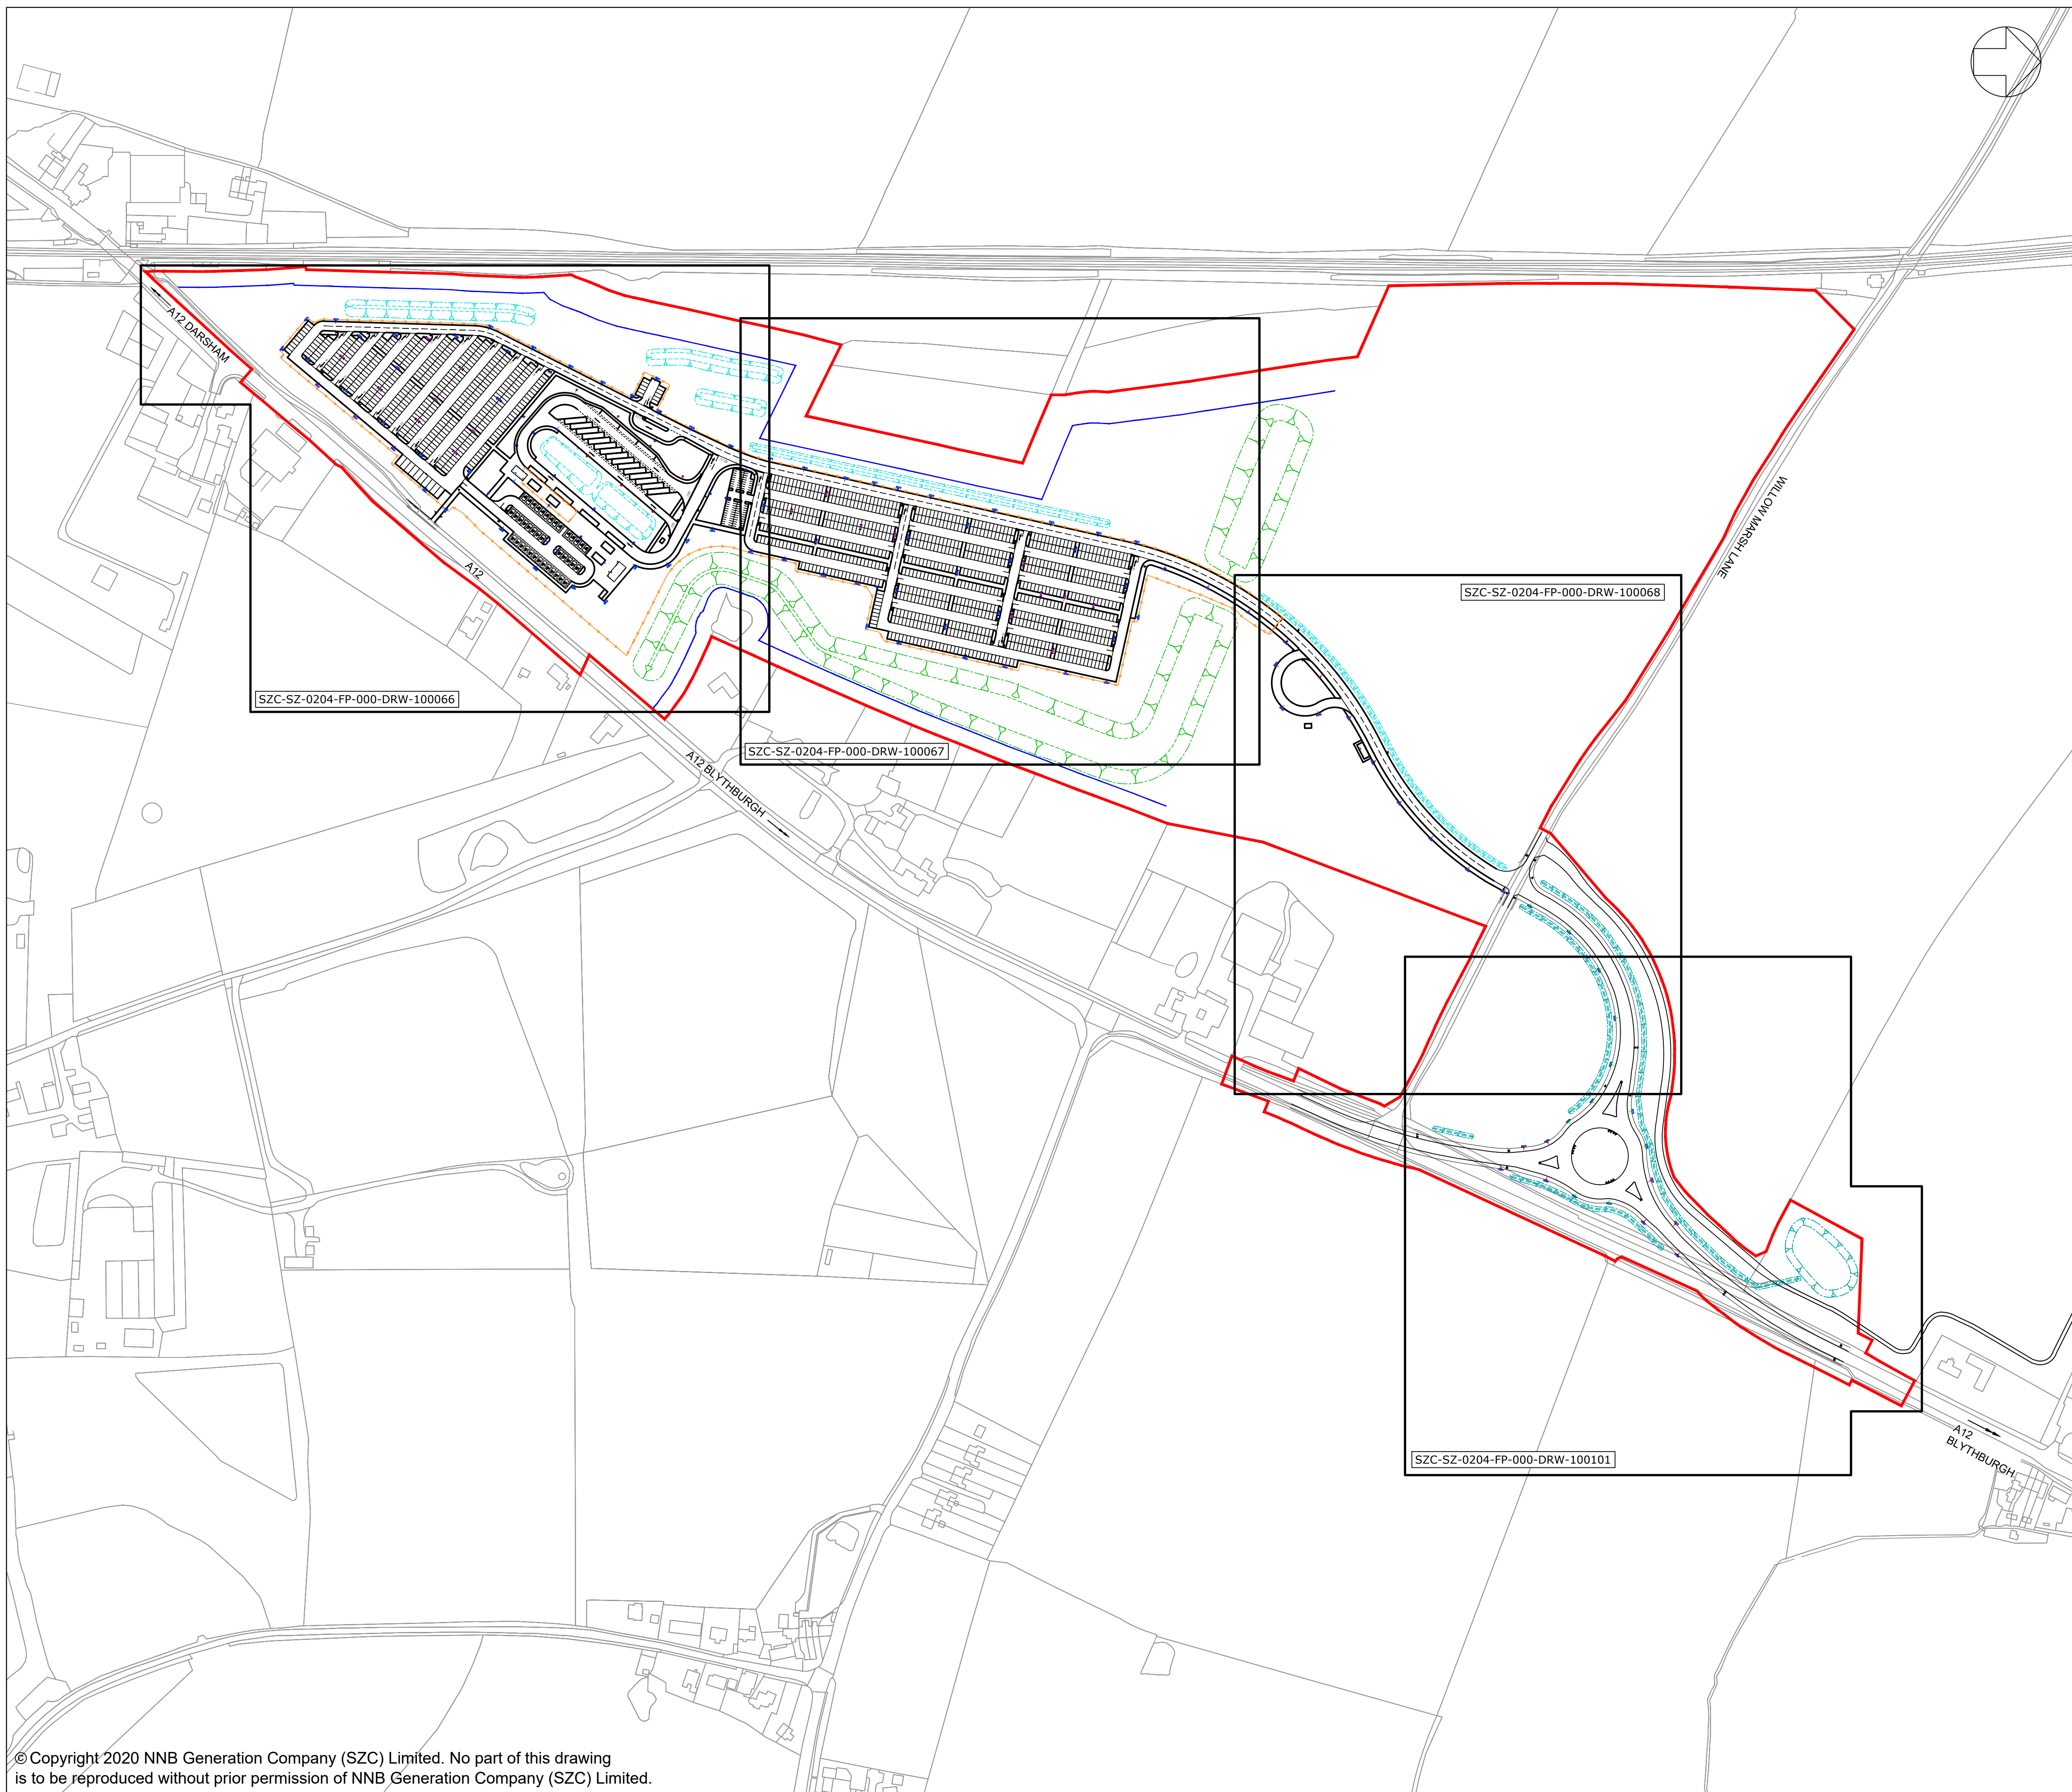 A12 DARSHAM
A12
WILLOW MARSH LANE
SZC-SZ-0204-FP-000-DRW-100068
SZC-SZ-0204-FP-000-DRW-100066
SZC-SZ-0204-FP-000-DRW-100067
A12 BLYTHBURGH
A12
BLYTHBURGH
SZC-SZ-0204-FP-000-DRW-100101
© Copyright 2020 NNB Generation Company (SZC) Limited. No part of this drawing
is to be reproduced without prior permission of NNB Generation Company (SZC) Limited.